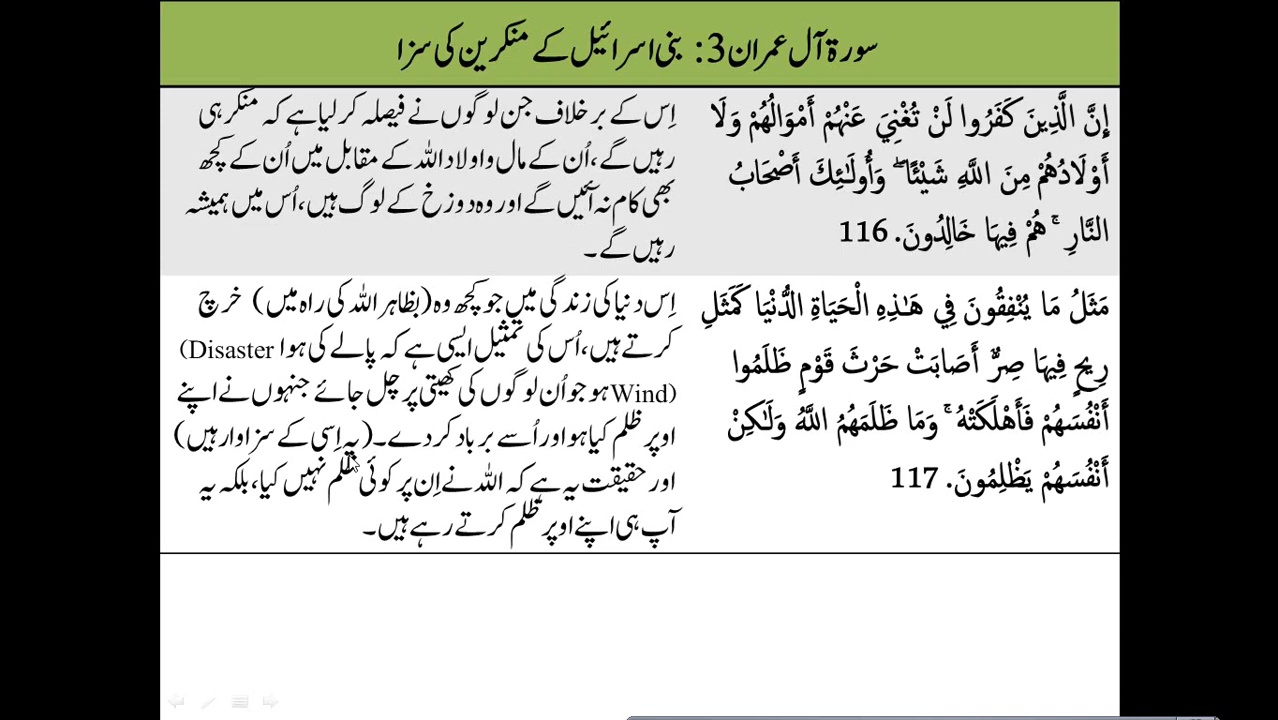 سورۃ آل عمران3: بنی اسرائیل کے منکرین کی سزا
إِنَّ الَّذِينَ كَفَرُوا لَنْ تُغْنِيَ عَنْهُمْ أَمْوَالُهُمْ وَلَا
أَوْلَادُهُمْ مِنَ اللَّهِ شَيْئًا ۖ وَأُولَـٰئِكَ أَصْحَابُ
النَّارِ ۚ هُمْ فِيهَا خَالِدُونَ. 116
اِس کے برخلاف جن لوگوں نے فیصلہ کر لیا ہے کہ منکر ہی
رہیں گے، اُن کے مال و اولاد اللہ کے مقابل میں اُن کے کچھ
بھی کام نہ آئیں گے اور وہ دوزخ کے لوگ ہیں، اُس میں ہمیشہ
رہیں گے۔
مَثَلُ مَا يُنْفِقُونَ فِي هَـٰذِهِ الْحَيَاةِ الدُّنْيَا كَمَثَلِ
رِيحٍ فِيهَا صِرٌّ أَصَابَتْ حَرْثَ قَوْمٍ ظَلَمُوا
أَنْفُسَهُمْ فَأَهْلَكَتْهُ ۚ وَمَا ظَلَمَهُمُ اللَّهُ وَلَـٰكِنْ
أَنْفُسَهُمْ يَظْلِمُونَ. 117
اِس دنیا کی زندگی میں جو کچھ وہ (بظاہر اللہ کی راہ میں) خرچ
کرتے ہیں، اُس کی تمثیل ایسی ہے کہ پالے کی ہوا (Disaster
Wind) ہو جو اُن لوگوں کی کھیتی پر چل جائے جنہوں نے اپنے
اوپر ظلم کیا ہو اور اُسے برباد کر دے۔ (یہ اِسی کے سزاوار ہیں)
اور حقیقت یہ ہے کہ اللہ نے اِن پر کوئی ظلم نہیں کیا، بلکہ یہ
آپ ہی اپنے اوپر ظلم کرتے رہے ہیں۔